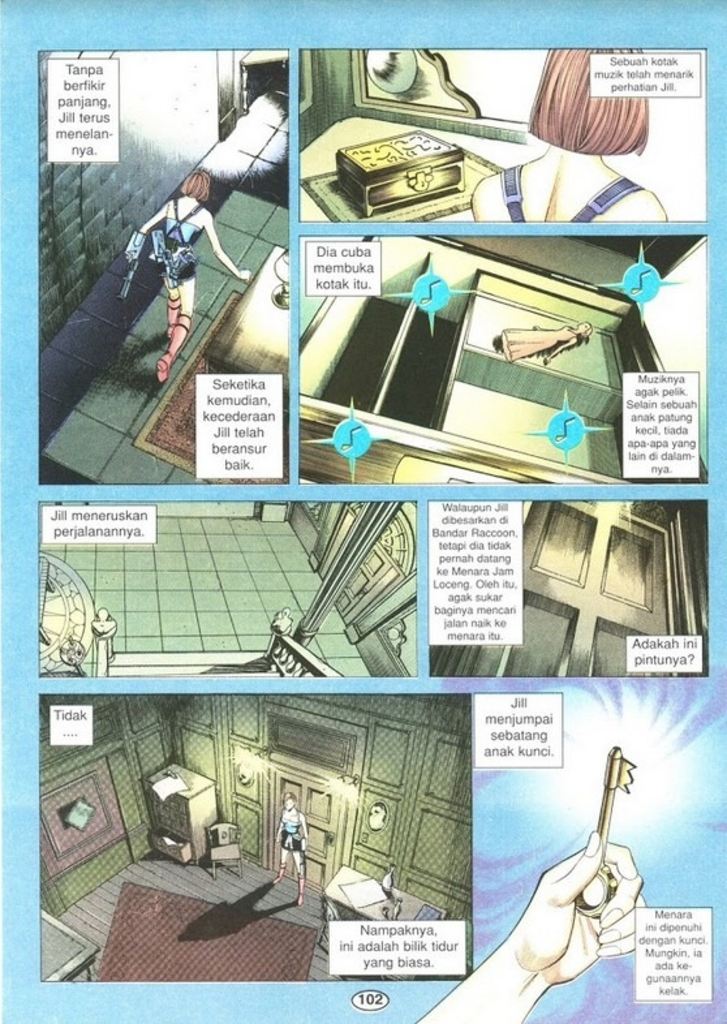 Tanpa
berfikir
panjang,
Jill terus
menelan-
nya.
Seketika
kemudian,
kecederaan
Jill telah
beransur
baik.
Sebuah kotak
muzik telah menarik
perhatian Jill.
Dia cuba
membuka
kotak itu.
Muziknya
agak pelik.
Selain sebuah
anak patung
kecil, tiada
apa-apa yang
lain di dalam-
nya.
Jill meneruskan
perjalanannya.
Walaupun Jill
dibesarkan di
Bandar Raccoon,
tetapi dia tidak
pernah datang
ke Menara Jam
Loceng. Oleh itu,
agak sukar
baginya mencari
jalan naik ke
menara itu.
Adakah ini
pintunya?
Tidak
....
Nampaknya,
ini adalah bilik tidur
yang biasa.
Jill
menjumpai
sebatang
anak kunci.
Menara
ini dipenuhi
dengan kunci.
Mungkin, ia
ada ke-
gunaannya
kelak.
102